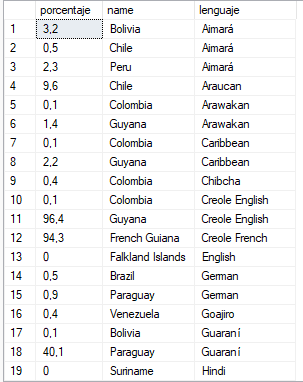 porcentaje name lenguaje
1 3,2 Bolivia Aimará
2 0,5 Chile Aimará
3 2,3 Peru Aimará
4 9,6 Chile Araucan
5 0,1 Colombia Arawakan
6 1,4 Guyana Arawakan
7 0,1 Colombia Caribbean
8 2,2 Guyana Caribbean
9 0,4 Colombia Chibcha
10 0,1 Colombia Creole English
11 96,4 Guyana Creole English
12 94,3 French Guiana Creole French
13 0 Falkland Islands English
14 0,5 Brazil German
15 0,9 Paraguay German
16 0,4 Venezuela Goajiro
17 0,1 Bolivia Guaraní
18 40,1 Paraguay Guaraní
19 0 Suriname Hindi